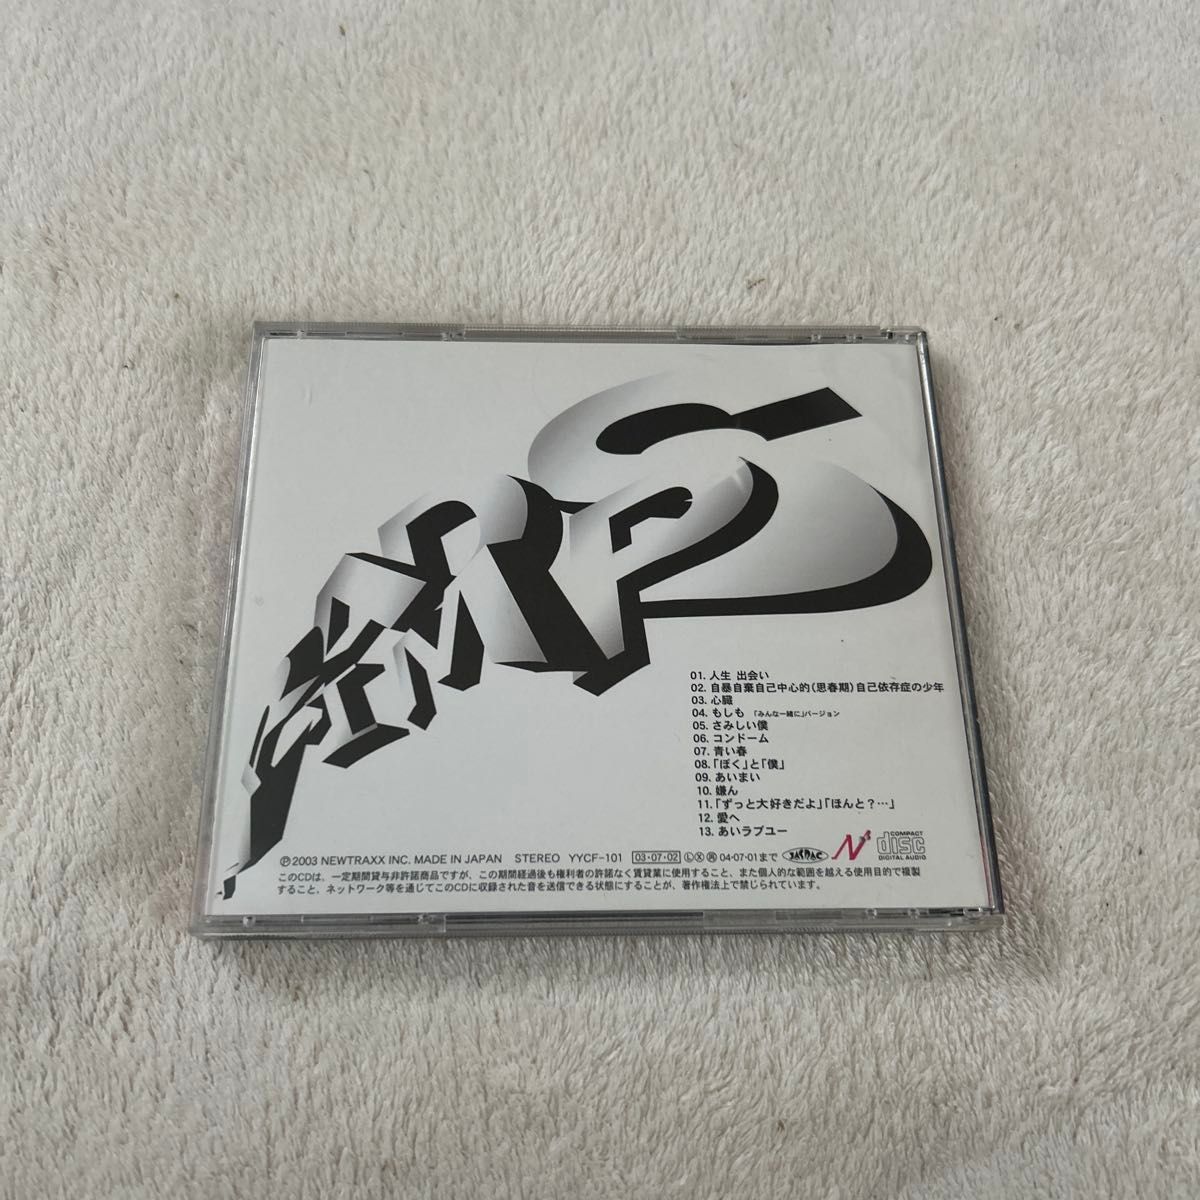 RADWIMPS
01. 人生 出会い
02. 自暴自棄自己中心的(思春期)自己依存症の少年
03. 心臓
04. もしも 「みんな一緒に」バージョン
05. さみしい僕
06. コンドーム
07. 青い春
08. 「ぼく」と「僕」
09. あいまい
10. 嫌ん
11. 「ずっと大好きだよ」「ほんと？…」
12. 愛へ
13. あいラブユー
Ⓟ2003 NEWTRAXX INC. MADE IN JAPAN STEREO YYCF-101 03・07・02 Ⓛ Ⓧ 再 04・07・01まで JASRAC N COMPACT disc DIGITAL AUDIO
このCDは、一定期間貸与非許諾商品ですが、この期間経過後も権利者の許諾なく賃貸業に使用すること、また個人的な範囲を越える使用目的で複製
すること、ネットワーク等を通じてこのCDに収録された音を送信できる状態にすることが、著作権法上で禁じられています。